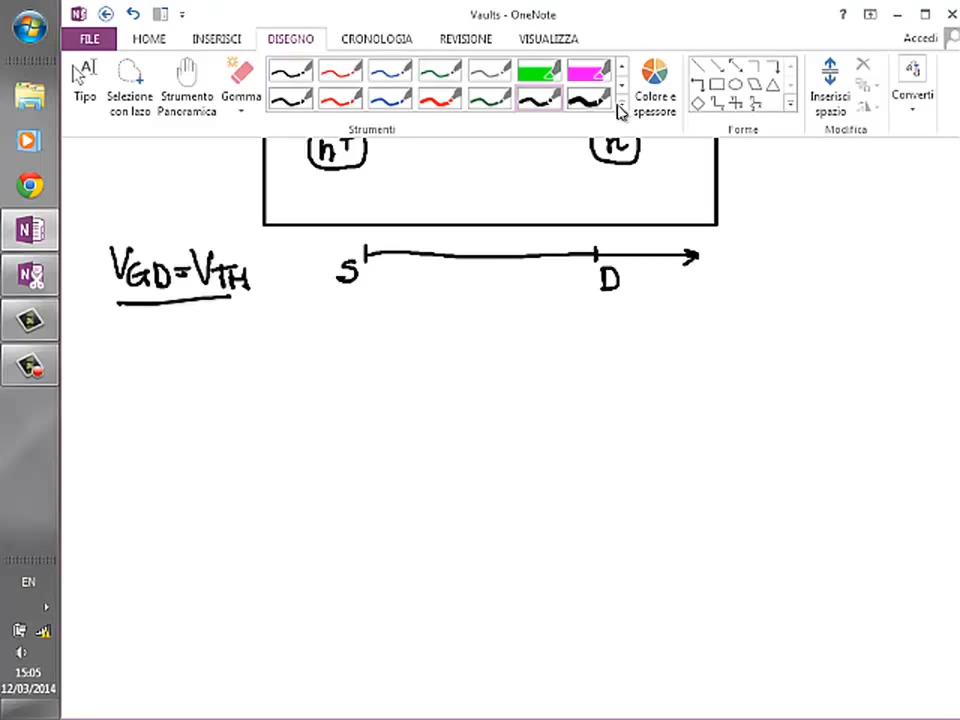 Vaults - OneNote
?
FILE HOME INSERISCI DISEGNO CRONOLOGIA REVISIONE VISUALIZZA Accedi
Tipo Selezione con lazo Strumento Panoramica Gomma Colore e spessore Inserisci spazio Converti
Strumenti Forme Modifica
n+ n
VGD=VTH S D
EN
15:05
12/03/2014